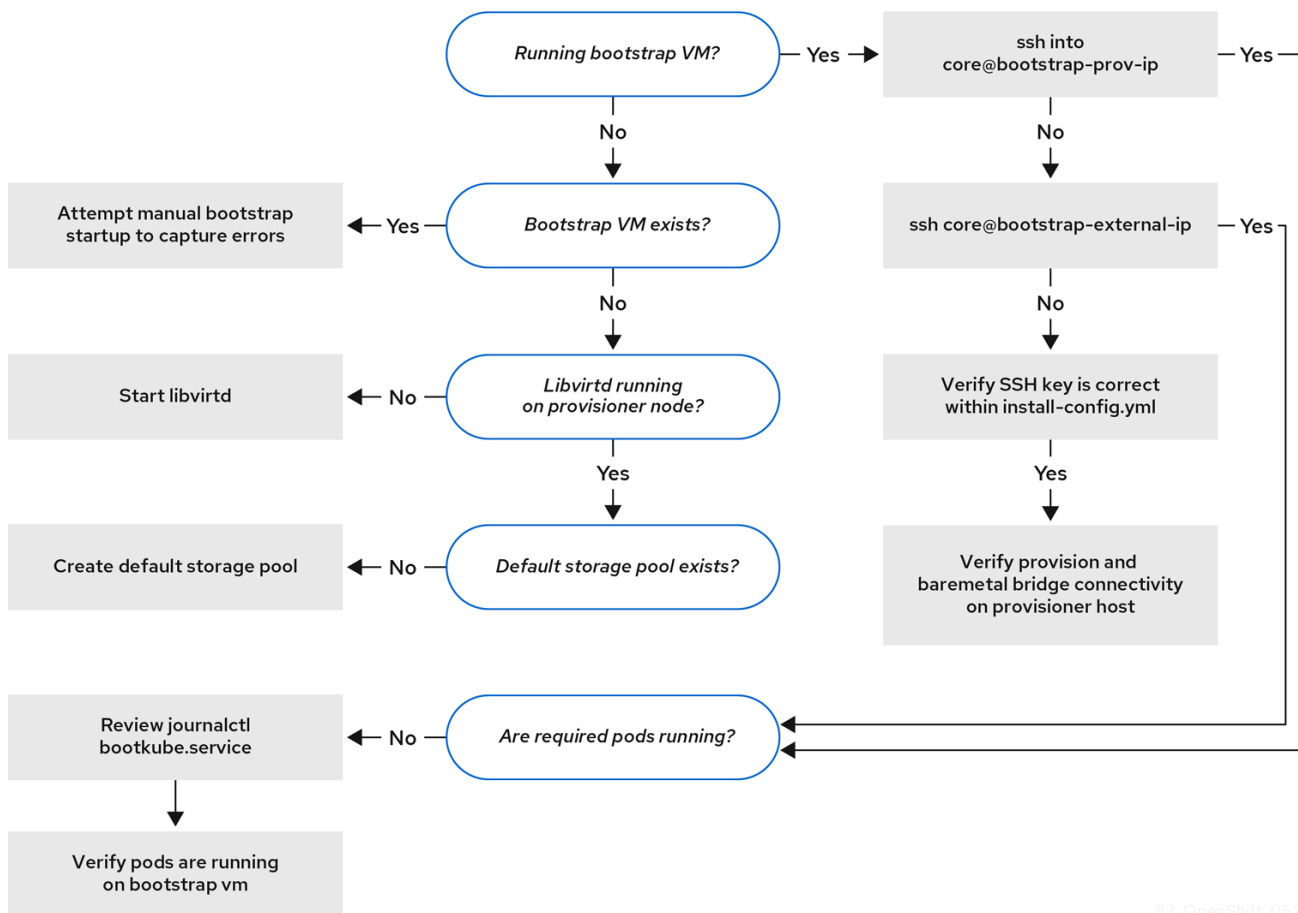 Running bootstrap VM?
Yes
ssh into
core@bootstrap-prov-ip
Yes
No
No
Attempt manual bootstrap
startup to capture errors
Yes
Bootstrap VM exists?
ssh core@bootstrap-external-ip
Yes
No
No
Start libvirtd
No
Libvirtd running
on provisioner node?
Verify SSH key is correct
within install-config.yml
Yes
Yes
Create default storage pool
No
Default storage pool exists?
Verify provision and
baremetal bridge connectivity
on provisioner host
Review journalctl
bootkube.service
No
Are required pods running?
Verify pods are running
on bootstrap vm